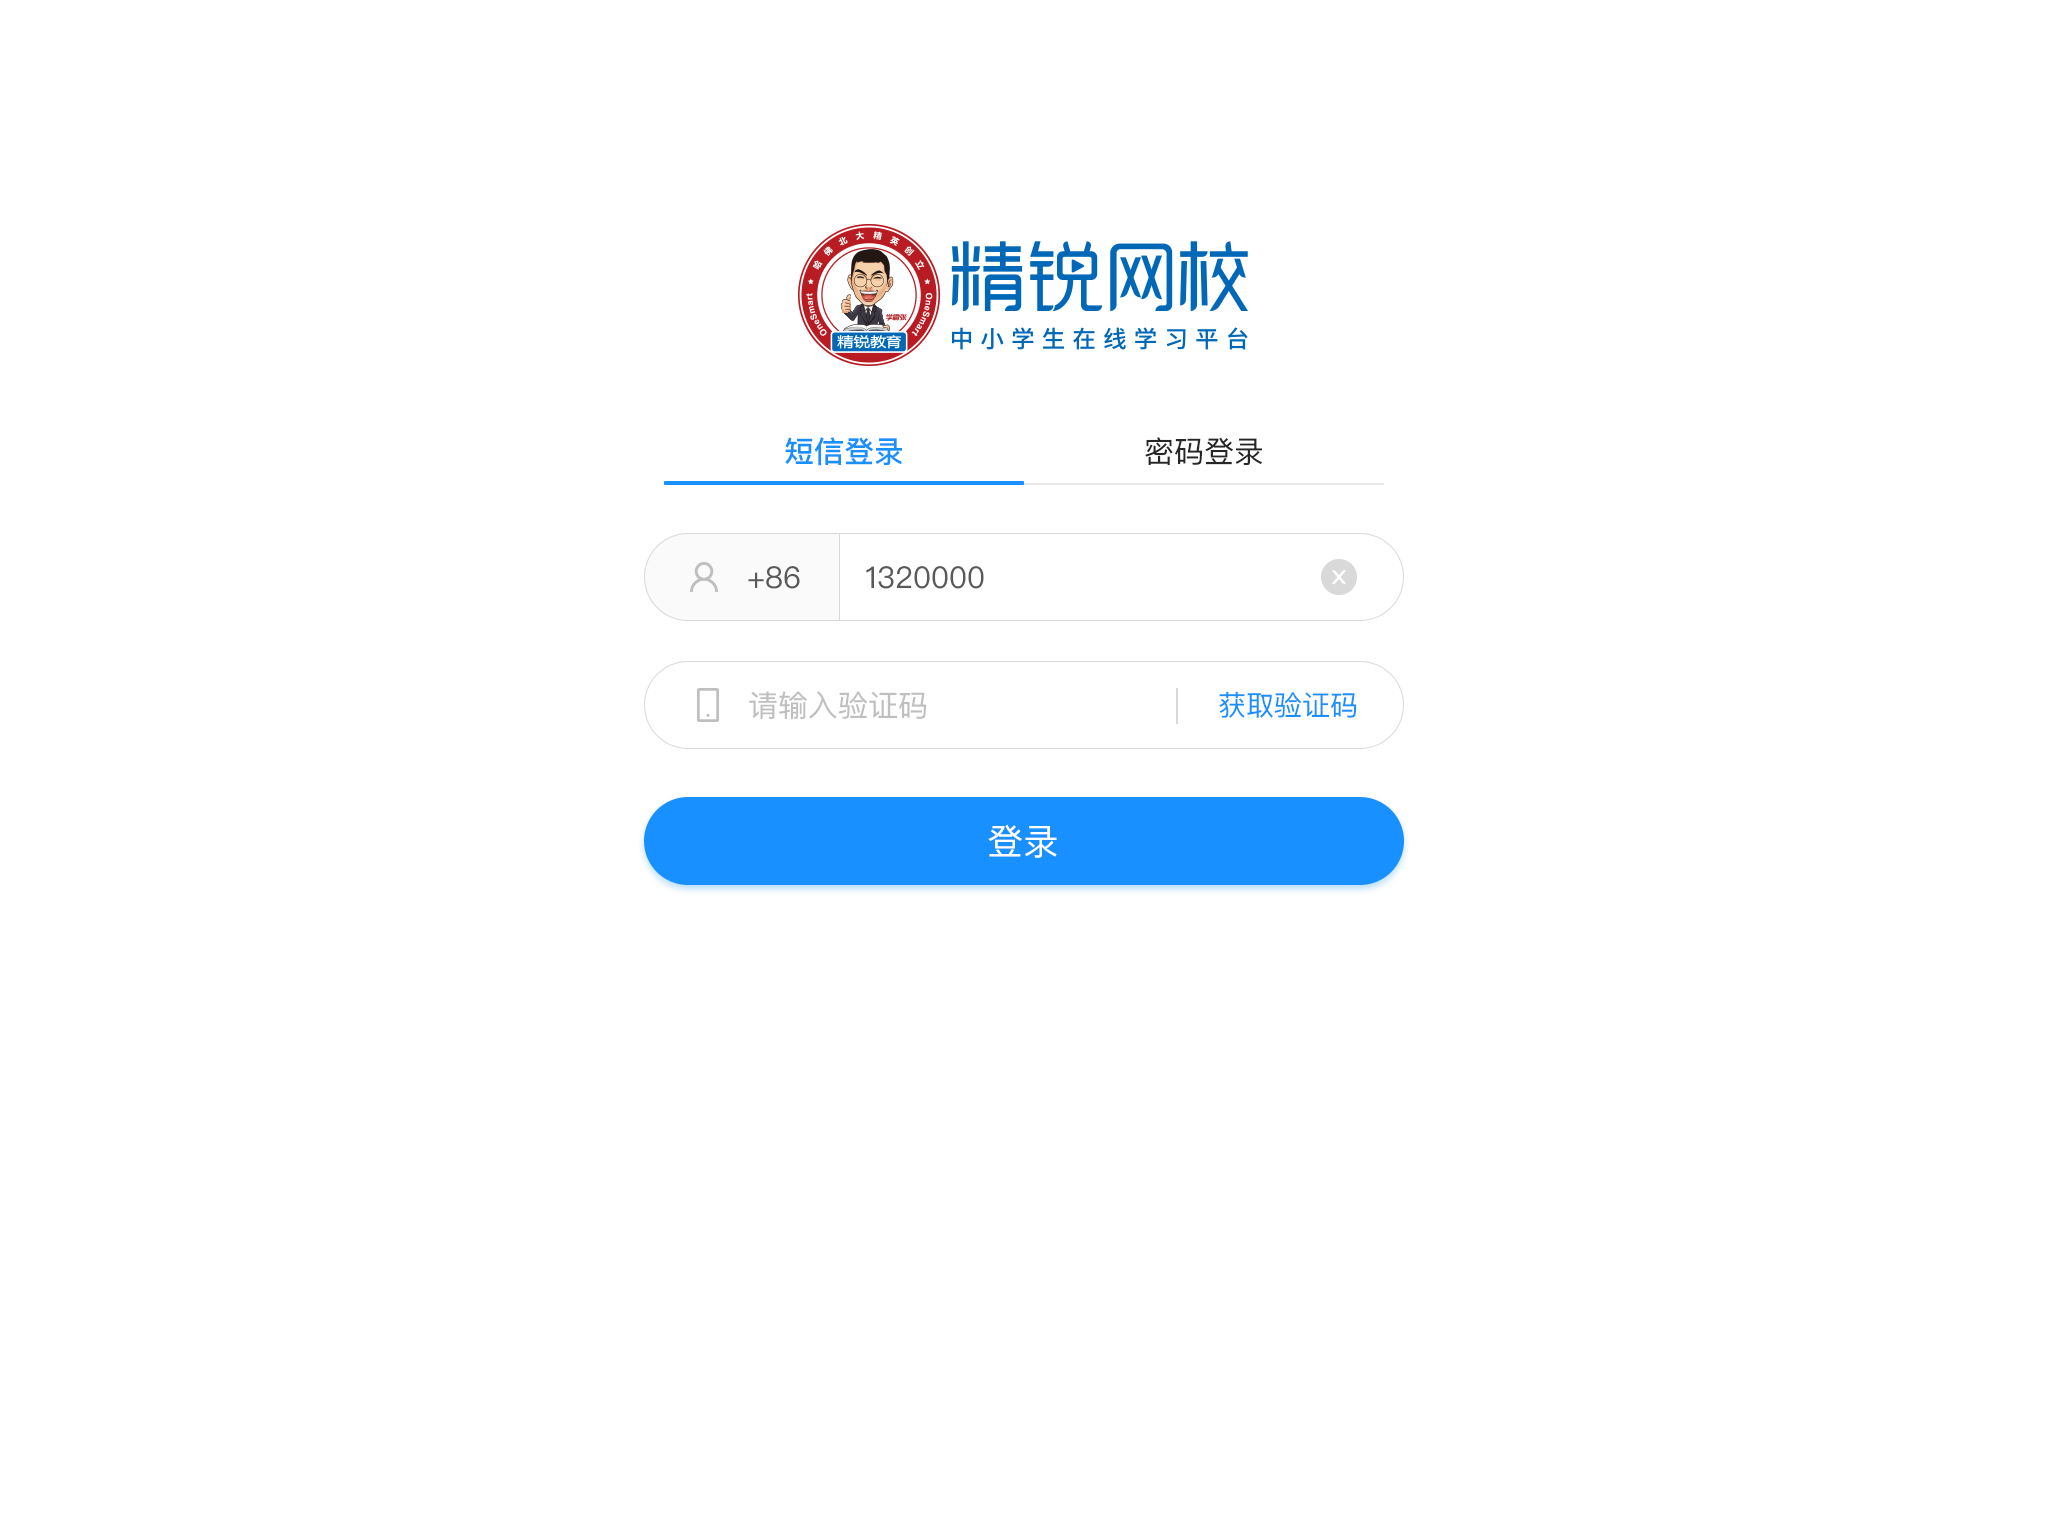 哈佛北大精英创立
OneSmart
OneSmart
学霸张
精锐教育
精锐网校
中小学生在线学习平台
短信登录
密码登录
+86
1320000
x
请输入验证码
获取验证码
登录